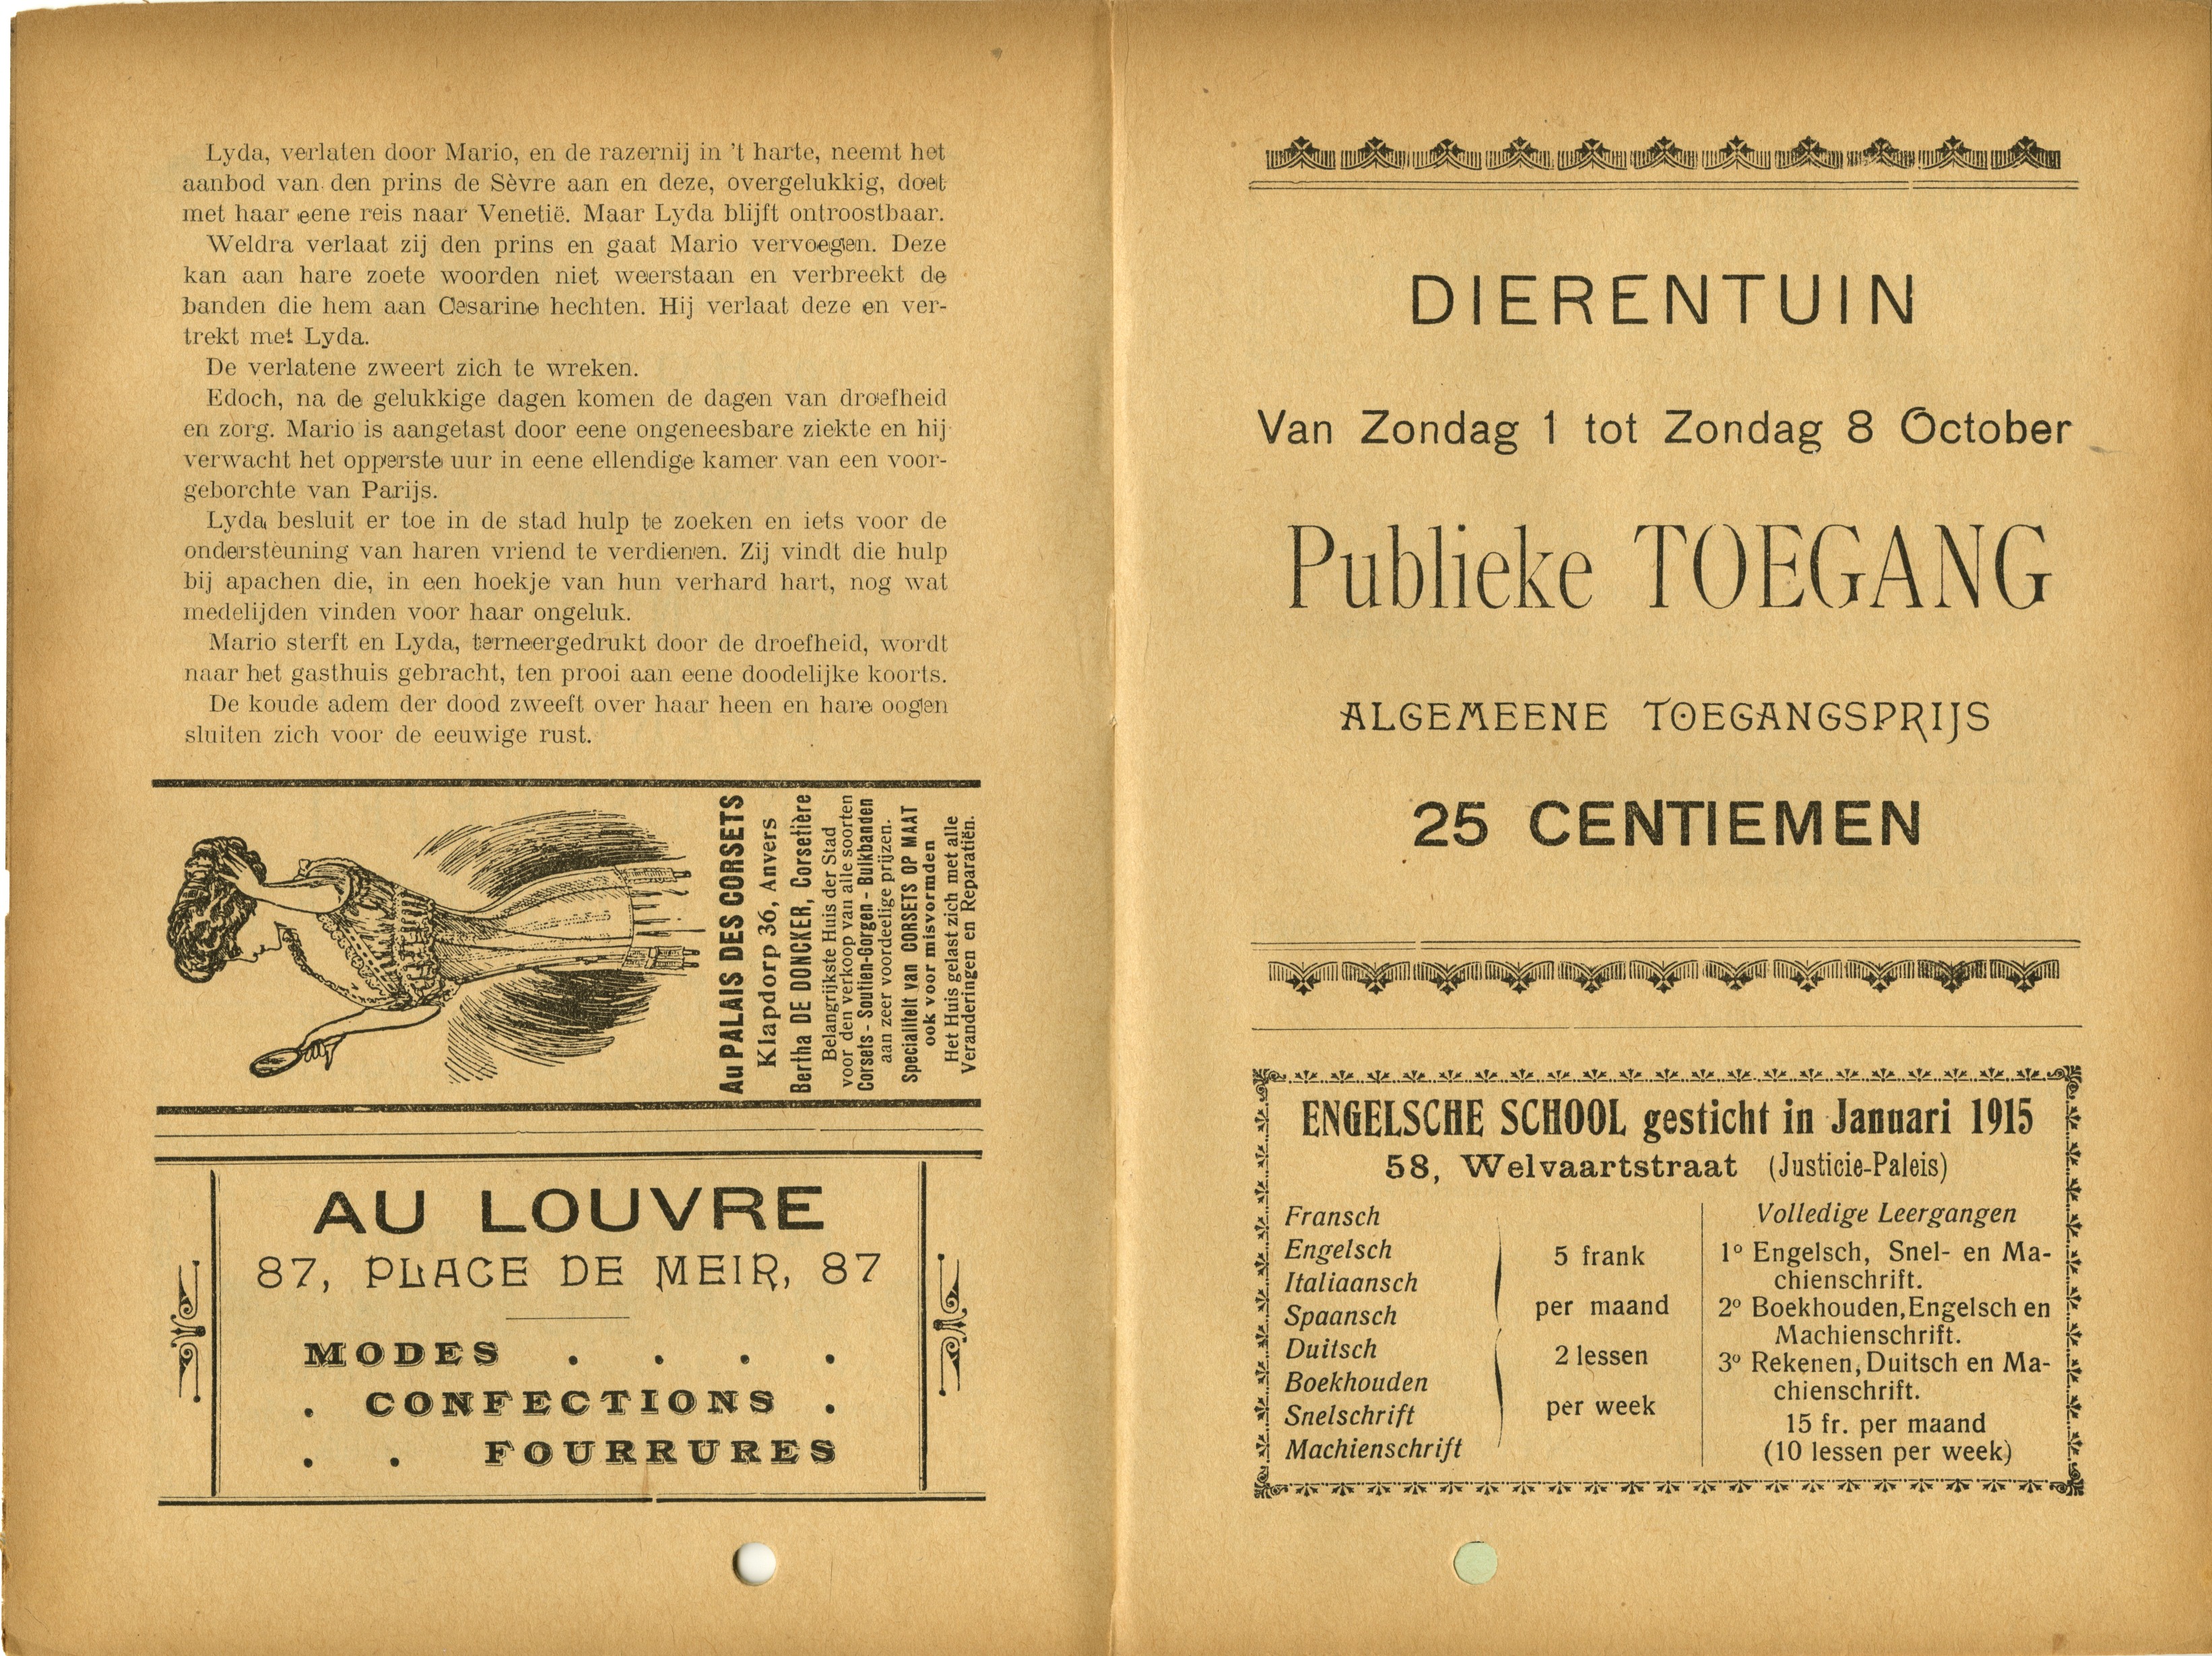 Lyda, verlaten door Mario, en de razernij in 't harte, neemt het
aanbod van den prins de Sèvre aan en deze, overgelukkig, doet
met haar eene reis naar Venetië. Maar Lyda blijft ontroostbaar.
Weldra verlaat zij den prins en gaat Mario vervoegen. Deze
kan aan hare zoete woorden niet weerstaan en verbreekt de
banden die hem aan Cesarine hechten. Hij verlaat deze en ver-
trekt met Lyda.
De verlatene zweert zich te wreken.
Edoch, na de gelukkige dagen komen de dagen van droefheid
en zorg. Mario is aangetast door eene ongeneesbare ziekte en hij
verwacht het opperste uur in eene ellendige kamer van een voor-
geborchte van Parijs.
Lyda besluit er toe in de stad hulp te zoeken en iets voor de
ondersteuning van haren vriend te verdienen. Zij vindt die hulp
bij apachen die, in een hoekje van hun verhard hart, nog wat
medelijden vinden voor haar ongeluk.
Mario sterft en Lyda, terneergedrukt door de droefheid, wordt
naar het gasthuis gebracht, ten prooi aan eene doodelijke koorts.
De koude adem der dood zweeft over haar heen en hare oogen
sluiten zich voor de eeuwige rust.
Au PALAIS DES CORSETS
Klapdorp 36, Anvers
Bertha DE DONCKER, Corsetière
Belangrijkste Huis der Stad
voor den verkoop van alle soorten
Corsets - Soutien-Gorgen - Buikbanden
aan zeer voordeelige prijzen.
Specialiteit van CORSETS OP MAAT
ook voor misvormden
Het Huis gelast zich met alle
Veranderingen en Reparatiën.
AU LOUVRE
87, PLACE DE MEIR, 87
MODES . . . .
. CONFECTIONS .
. . FOURRURES
DIERENTUIN
Van Zondag 1 tot Zondag 8 October
Publieke TOEGANG
ALGEMEENE TOEGANGSPRIJS
25 CENTIEMEN
ENGELSCHE SCHOOL gesticht in Januari 1915
58, Welvaartstraat (Justicie-Paleis)
Fransch
Engelsch
Italiaansch
Spaansch
Duitsch
Boekhouden
Snelschrift
Machienschrift
5 frank
per maand
2 lessen
per week
Volledige Leergangen
1º Engelsch, Snel- en Ma-
chienschrift.
2º Boekhouden, Engelsch en
Machienschrift.
3º Rekenen, Duitsch en Ma-
chienschrift.
15 fr. per maand
(10 lessen per week)